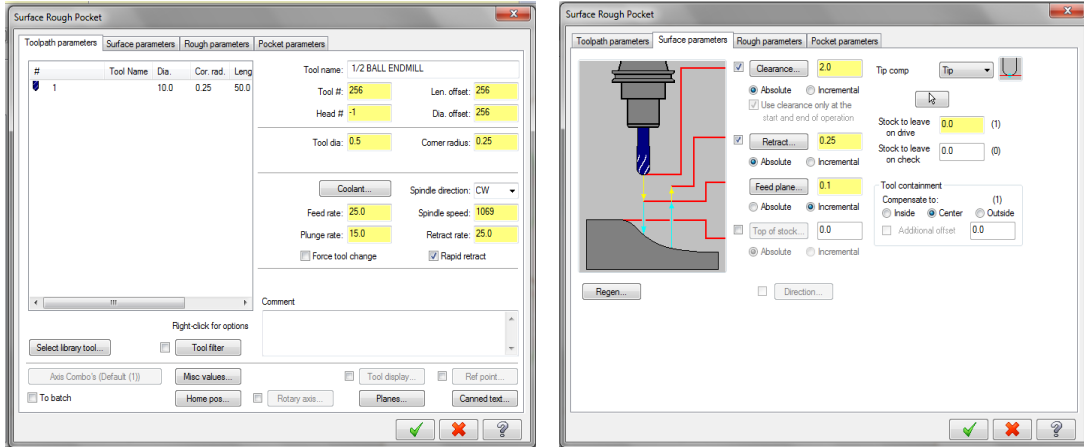 Surface Rough Pocket
Toolpath parameters Surface parameters Rough parameters Pocket parameters
# Tool Name Dia. Cor. rad. Leng
1 10.0 0.25 50.0
Tool name: 1/2 BALL ENDMILL
Tool #: 256 Len. offset: 256
Head # -1 Dia. offset: 256
Tool dia: 0.5 Corner radius: 0.25
Coolant... Spindle direction: CW
Feed rate: 25.0 Spindle speed: 1069
Plunge rate: 15.0 Retract rate: 25.0
Force tool change Rapid retract
Comment
Right-click for options
Select library tool... Tool filter
Axis Combo's (Default (1)) Misc values... Tool display... Ref point...
To batch Home pos... Rotary axis... Planes... Canned text...
Surface Rough Pocket
Toolpath parameters Surface parameters Rough parameters Pocket parameters
Clearance... 2.0
Absolute Incremental
Use clearance only at the
start and end of operation
Retract... 0.25
Absolute Incremental
Feed plane... 0.1
Absolute Incremental
Top of stock... 0.0
Absolute Incremental
Tip comp Tip
Stock to leave
on drive 0.0 (1)
Stock to leave
on check 0.0 (0)
Tool containment
Compensate to: (1)
Inside Center Outside
Additional offset 0.0
Regen... Direction...